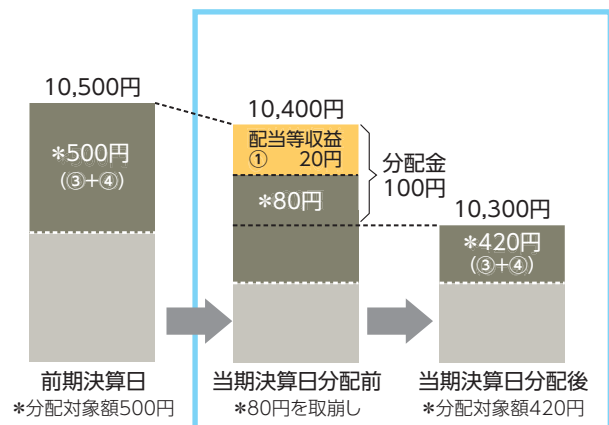 10,500円
*500円
(③+④)
10,400円
配当等収益
① 20円
*80円
分配金
100円
10,300円
*420円
(③+④)
前期決算日
*分配対象額500円
当期決算日分配前
*80円を取崩し
当期決算日分配後
*分配対象額420円